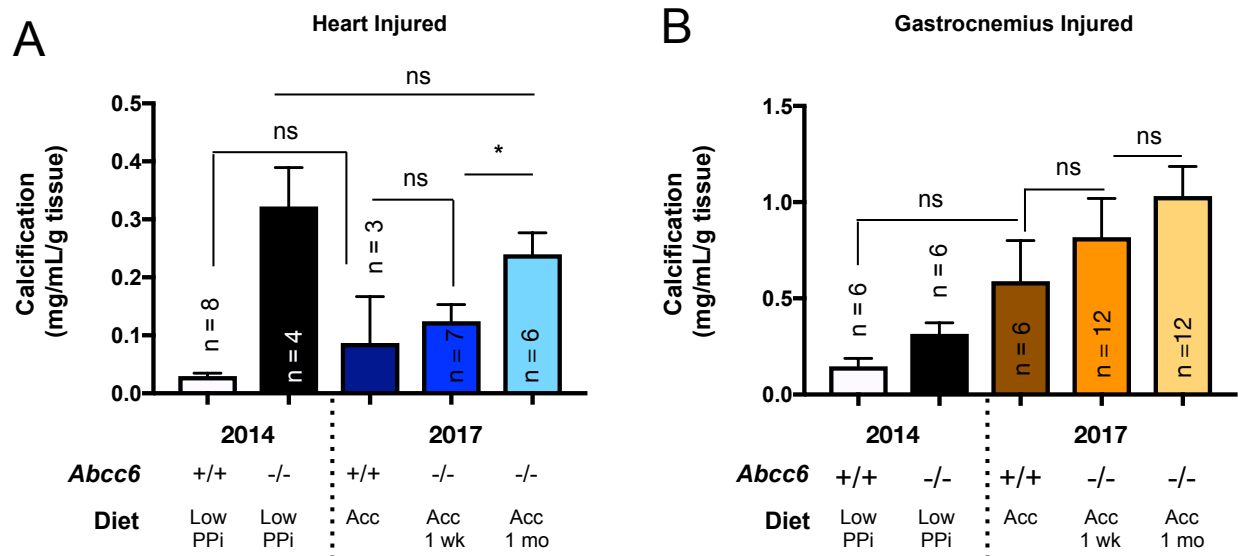 A
Heart Injured
ns
ns
*
ns
Calcification
(mg/mL/g tissue)
0.5
0.4
0.3
0.2
0.1
0.0
n = 8
n = 4
n = 3
n = 7
n = 6
2014
2017
Abcc6
+/+
-/-
+/+
-/-
-/-
Diet
Low
PPi
Low
PPi
Acc
Acc
1 wk
Acc
1 mo
B
Gastrocnemius Injured
ns
ns
ns
Calcification
(mg/mL/g tissue)
1.5
1.0
0.5
0.0
n = 6
n = 6
n = 6
n = 12
n =12
2014
2017
Abcc6
+/+
-/-
+/+
-/-
-/-
Diet
Low
PPi
Low
PPi
Acc
Acc
1 wk
Acc
1 mo